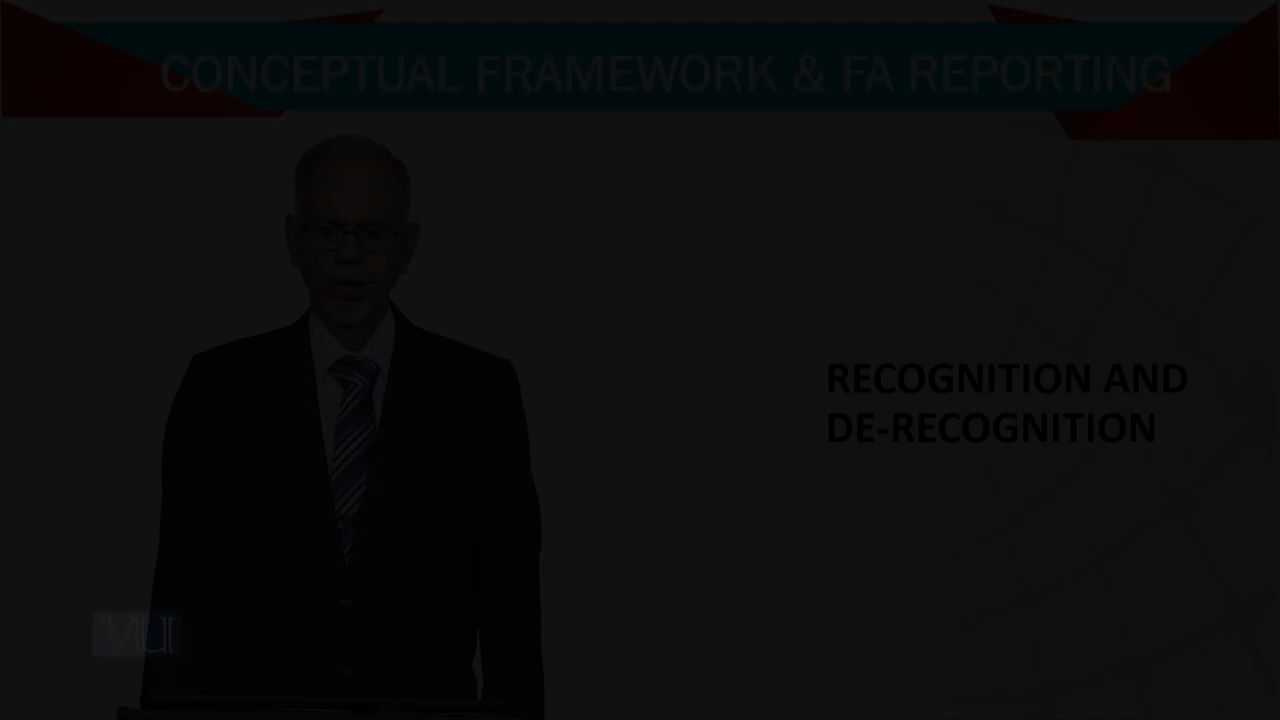 CONCEPTUAL FRAMEWORK & FA REPORTING
RECOGNITION AND
DE-RECOGNITION
VU